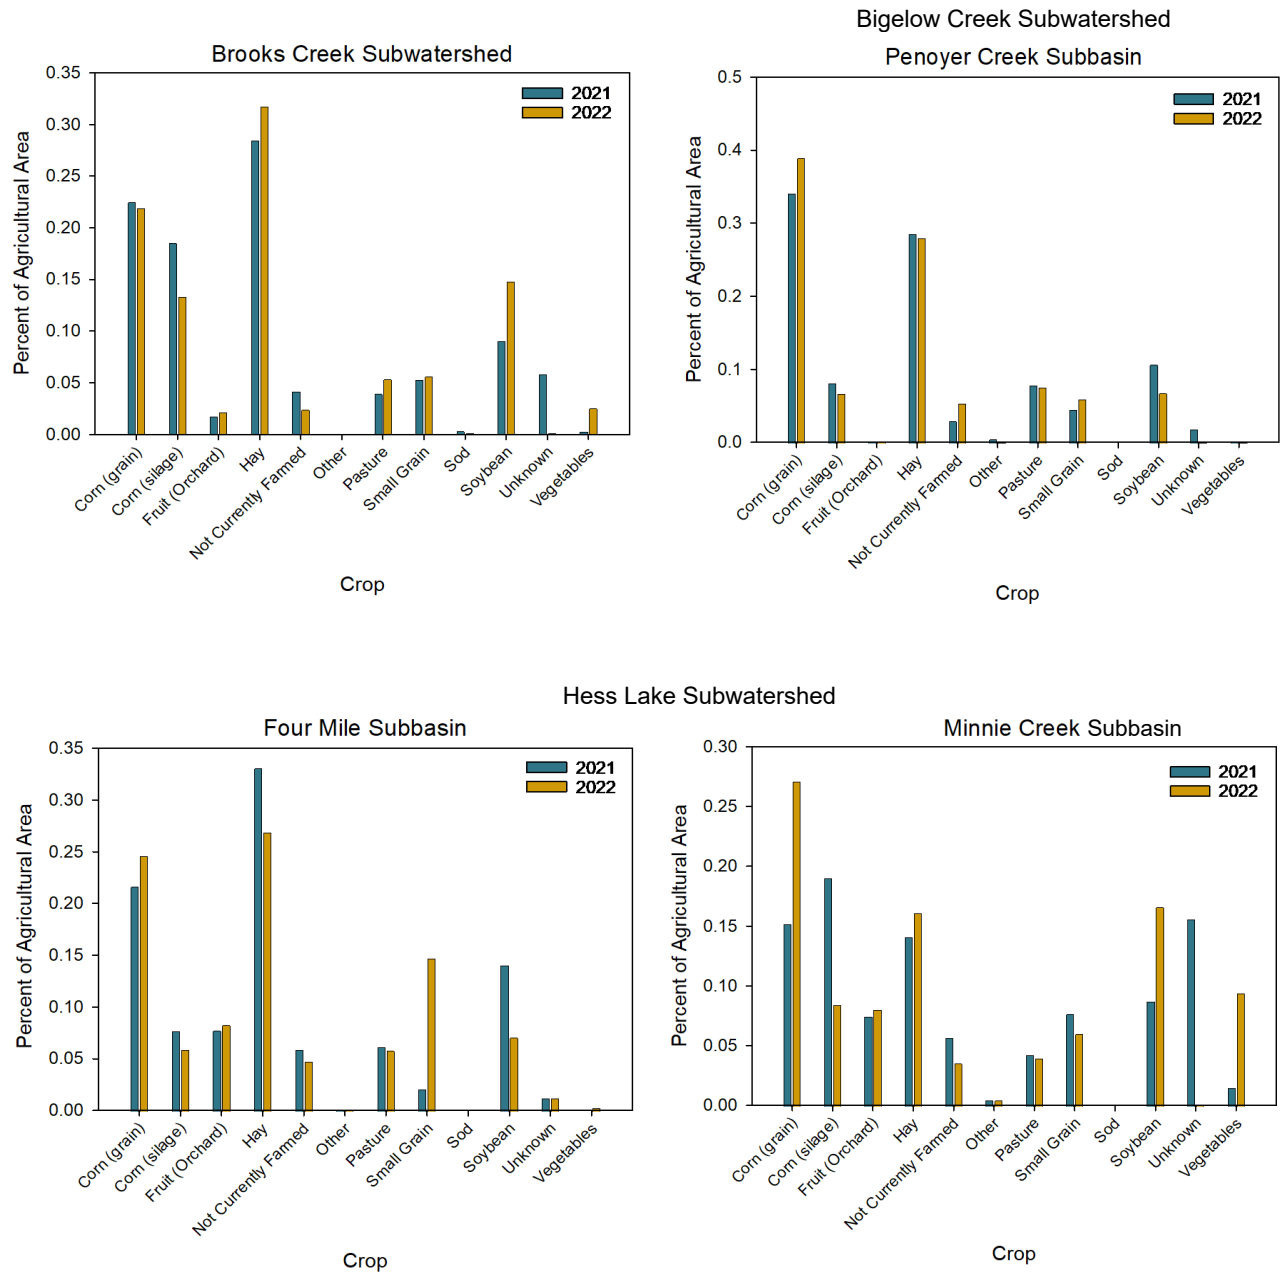 Brooks Creek Subwatershed
Percent of Agricultural Area
0.35
0.30
0.25
0.20
0.15
0.10
0.05
0.00
2021
2022
Corn (grain)
Corn (silage)
Fruit (Orchard)
Hay
Not Currently Farmed
Other
Pasture
Small Grain
Sod
Soybean
Unknown
Vegetables
Crop
Bigelow Creek Subwatershed
Penoyer Creek Subbasin
Percent of Agricultural Area
0.5
0.4
0.3
0.2
0.1
0.0
2021
2022
Corn (grain)
Corn (silage)
Fruit (Orchard)
Hay
Not Currently Farmed
Other
Pasture
Small Grain
Sod
Soybean
Unknown
Vegetables
Crop
Hess Lake Subwatershed
Four Mile Subbasin
Percent of Agricultural Area
0.35
0.30
0.25
0.20
0.15
0.10
0.05
0.00
2021
2022
Corn (grain)
Corn (silage)
Fruit (Orchard)
Hay
Not Currently Farmed
Other
Pasture
Small Grain
Sod
Soybean
Unknown
Vegetables
Crop
Minnie Creek Subbasin
Percent of Agricultural Area
0.30
0.25
0.20
0.15
0.10
0.05
0.00
2021
2022
Corn (grain)
Corn (silage)
Fruit (Orchard)
Hay
Not Currently Farmed
Other
Pasture
Small Grain
Sod
Soybean
Unknown
Vegetables
Crop